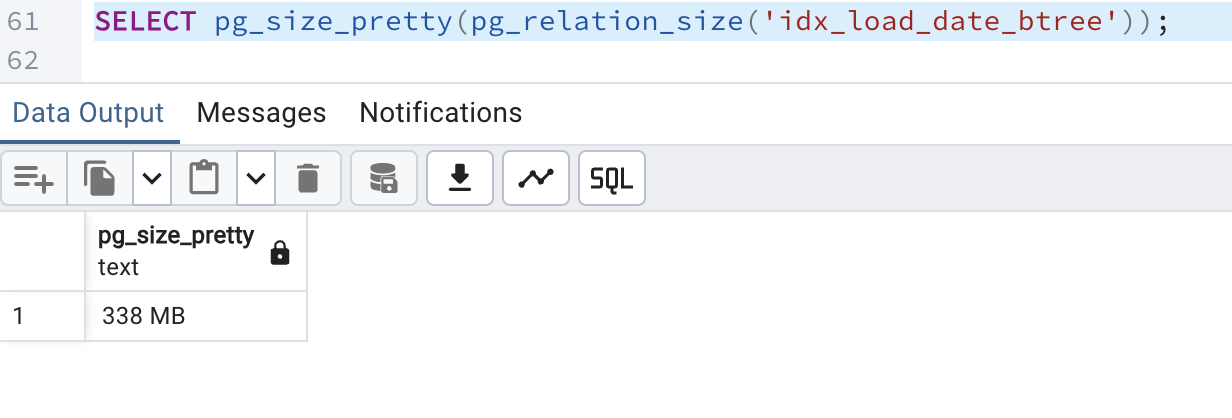 61 SELECT pg_size_pretty(pg_relation_size('idx_load_date_btree'));
62
Data Output Messages Notifications
SQL
pg_size_pretty
text
1 338 MB